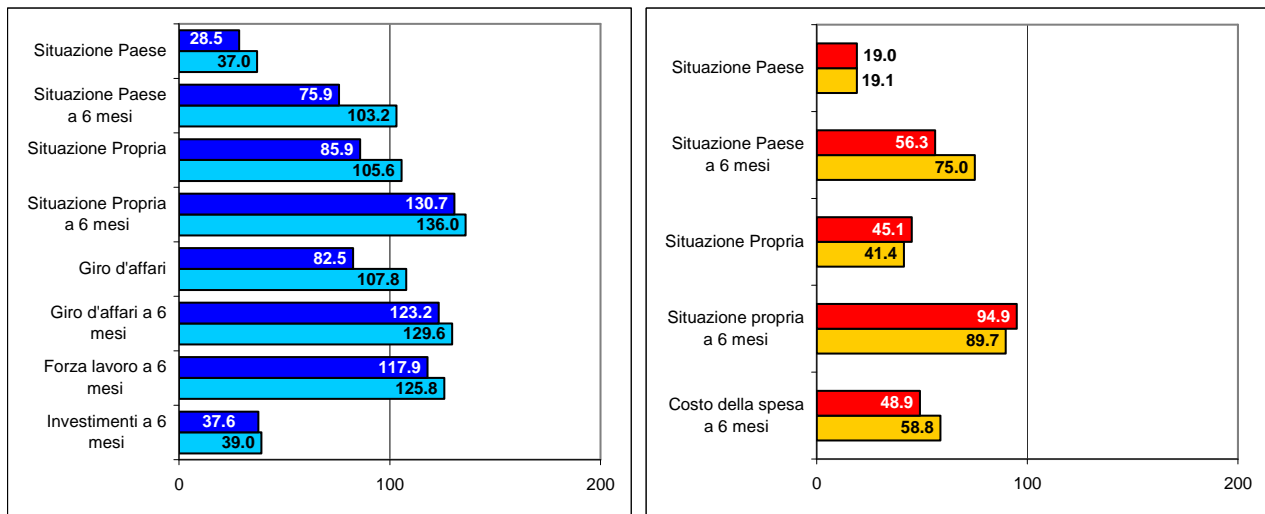 Situazione Paese
28.5
37.0
Situazione Paese
a 6 mesi
75.9
103.2
Situazione Propria
85.9
105.6
Situazione Propria
a 6 mesi
130.7
136.0
Giro d'affari
82.5
107.8
Giro d'affari a 6
mesi
123.2
129.6
Forza lavoro a 6
mesi
117.9
125.8
Investimenti a 6
mesi
37.6
39.0
0
100
200
Situazione Paese
19.0
19.1
Situazione Paese
a 6 mesi
56.3
75.0
Situazione Propria
45.1
41.4
Situazione propria
a 6 mesi
94.9
89.7
Costo della spesa
a 6 mesi
48.9
58.8
0
100
200